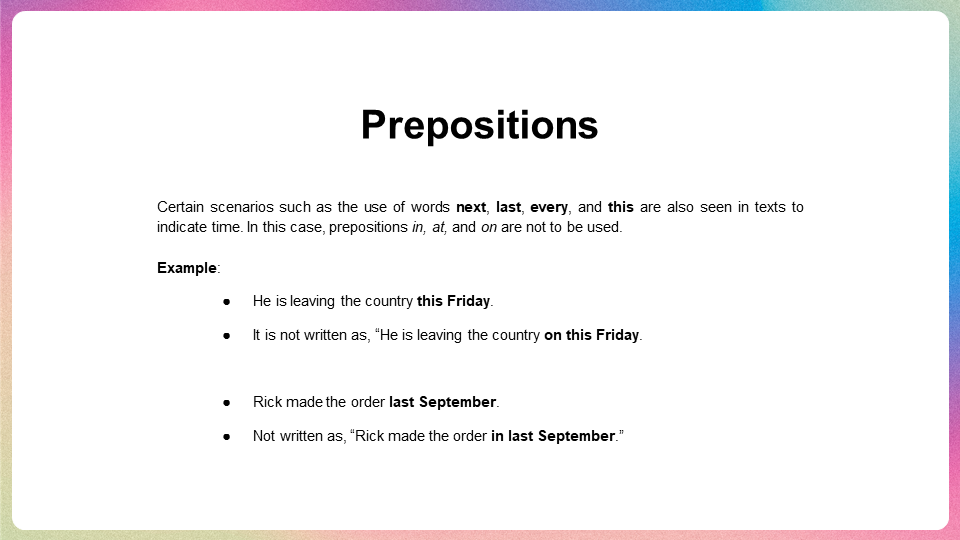 Prepositions
Certain scenarios such as the use of words next, last, every, and this are also seen in texts to
indicate time. In this case, prepositions in, at, and on are not to be used.
Example:
● He is leaving the country this Friday.
● It is not written as, “He is leaving the country on this Friday.
● Rick made the order last September.
● Not written as, “Rick made the order in last September.”